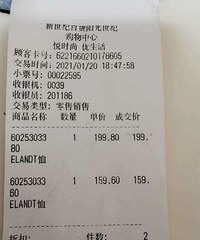 新世纪百货阳光世纪
购物中心
悦时尚 优生活
顾客卡号: 6221660210178605
交易时间: 2021/01/20 18:47:58
小票号: 00022595
收银机: 0039
收银员: 201186
交易类型: 零售销售
商品名称 数量 单价 成交价
60253033 1 199.80 199.
80
ELANDT恤
60253033 1 159.60 159.
60
ELANDT恤
折扣: 件数: 2